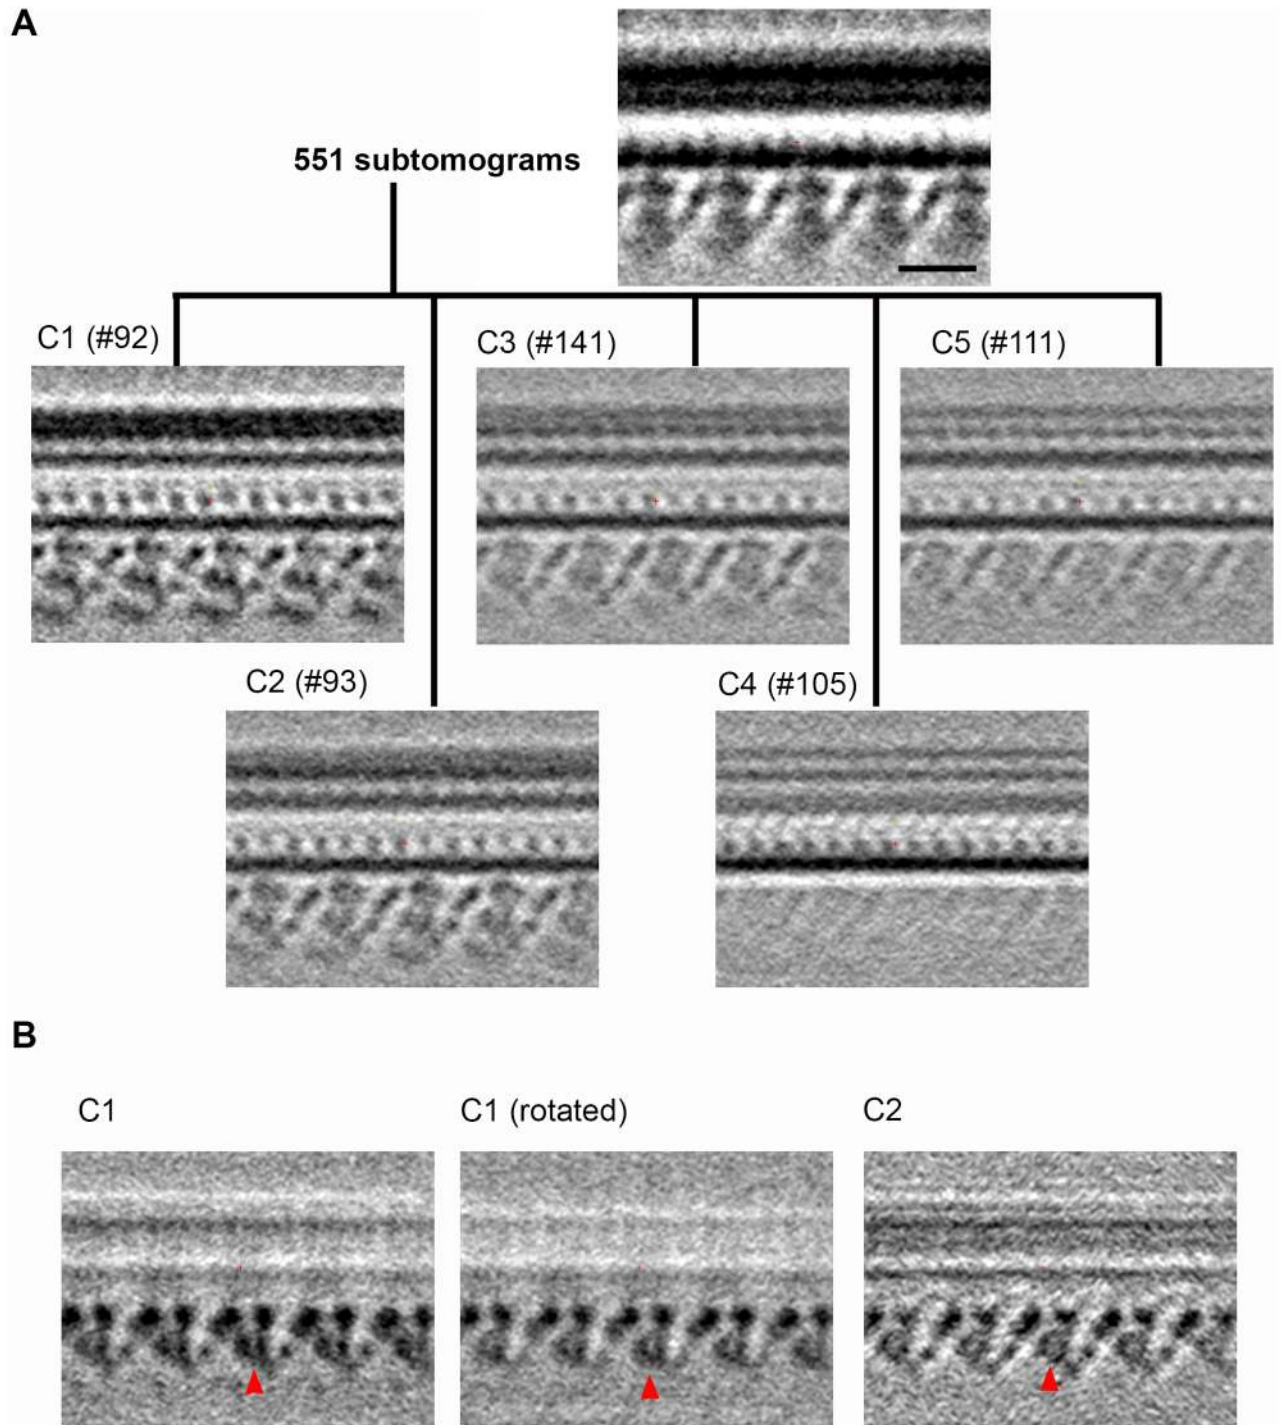 A
551 subtomograms
C1 (#92)
C3 (#141)
C5 (#111)
C2 (#93)
C4 (#105)
B
C1
C1 (rotated)
C2